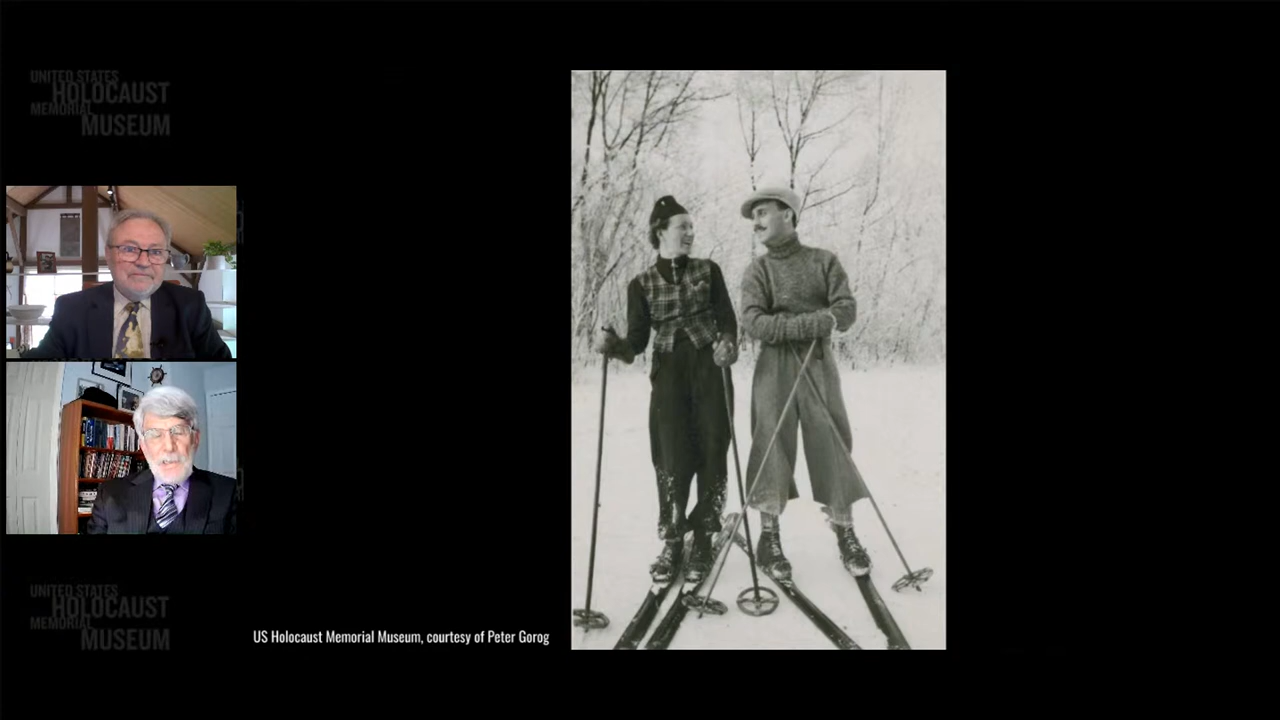 UNITED STATES
HOLOCAUST
MEMORIAL
MUSEUM
UNITED STATES
HOLOCAUST
MEMORIAL
MUSEUM
US Holocaust Memorial Museum, courtesy of Peter Gorog